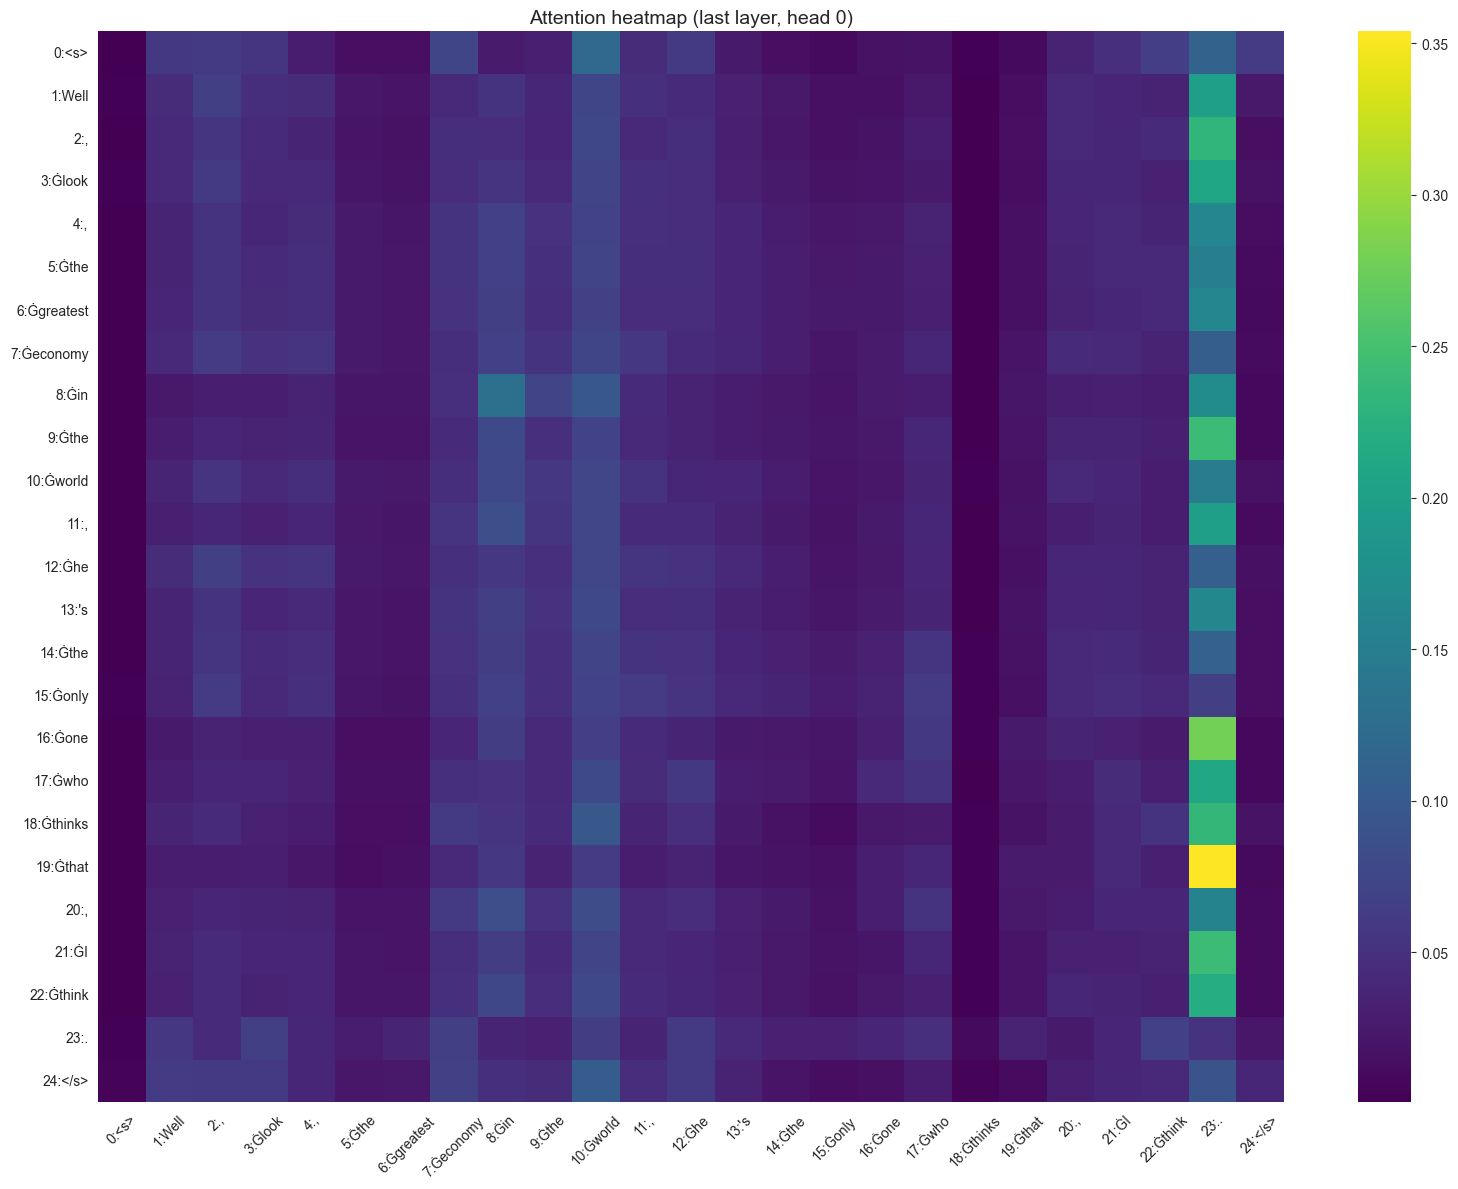 Attention heatmap (last layer, head 0)
0:<s>
1:Well
2:,
3:Ġlook
4:,
5:Ġthe
6:Ġgreatest
7:Ġeconomy
8:Ġin
9:Ġthe
10:Ġworld
11:,
12:Ġhe
13:'s
14:Ġthe
15:Ġonly
16:Ġone
17:Ġwho
18:Ġthinks
19:Ġthat
20:,
21:ĠI
22:Ġthink
23:.
24:</s>
0:<s> 1:Well 2:, 3:Ġlook 4:, 5:Ġthe 6:Ġgreatest 7:Ġeconomy 8:Ġin 9:Ġthe 10:Ġworld 11:, 12:Ġhe 13:'s 14:Ġthe 15:Ġonly 16:Ġone 17:Ġwho 18:Ġthinks 19:Ġthat 20:, 21:ĠI 22:Ġthink 23:. 24:</s>
0.35
0.30
0.25
0.20
0.15
0.10
0.05